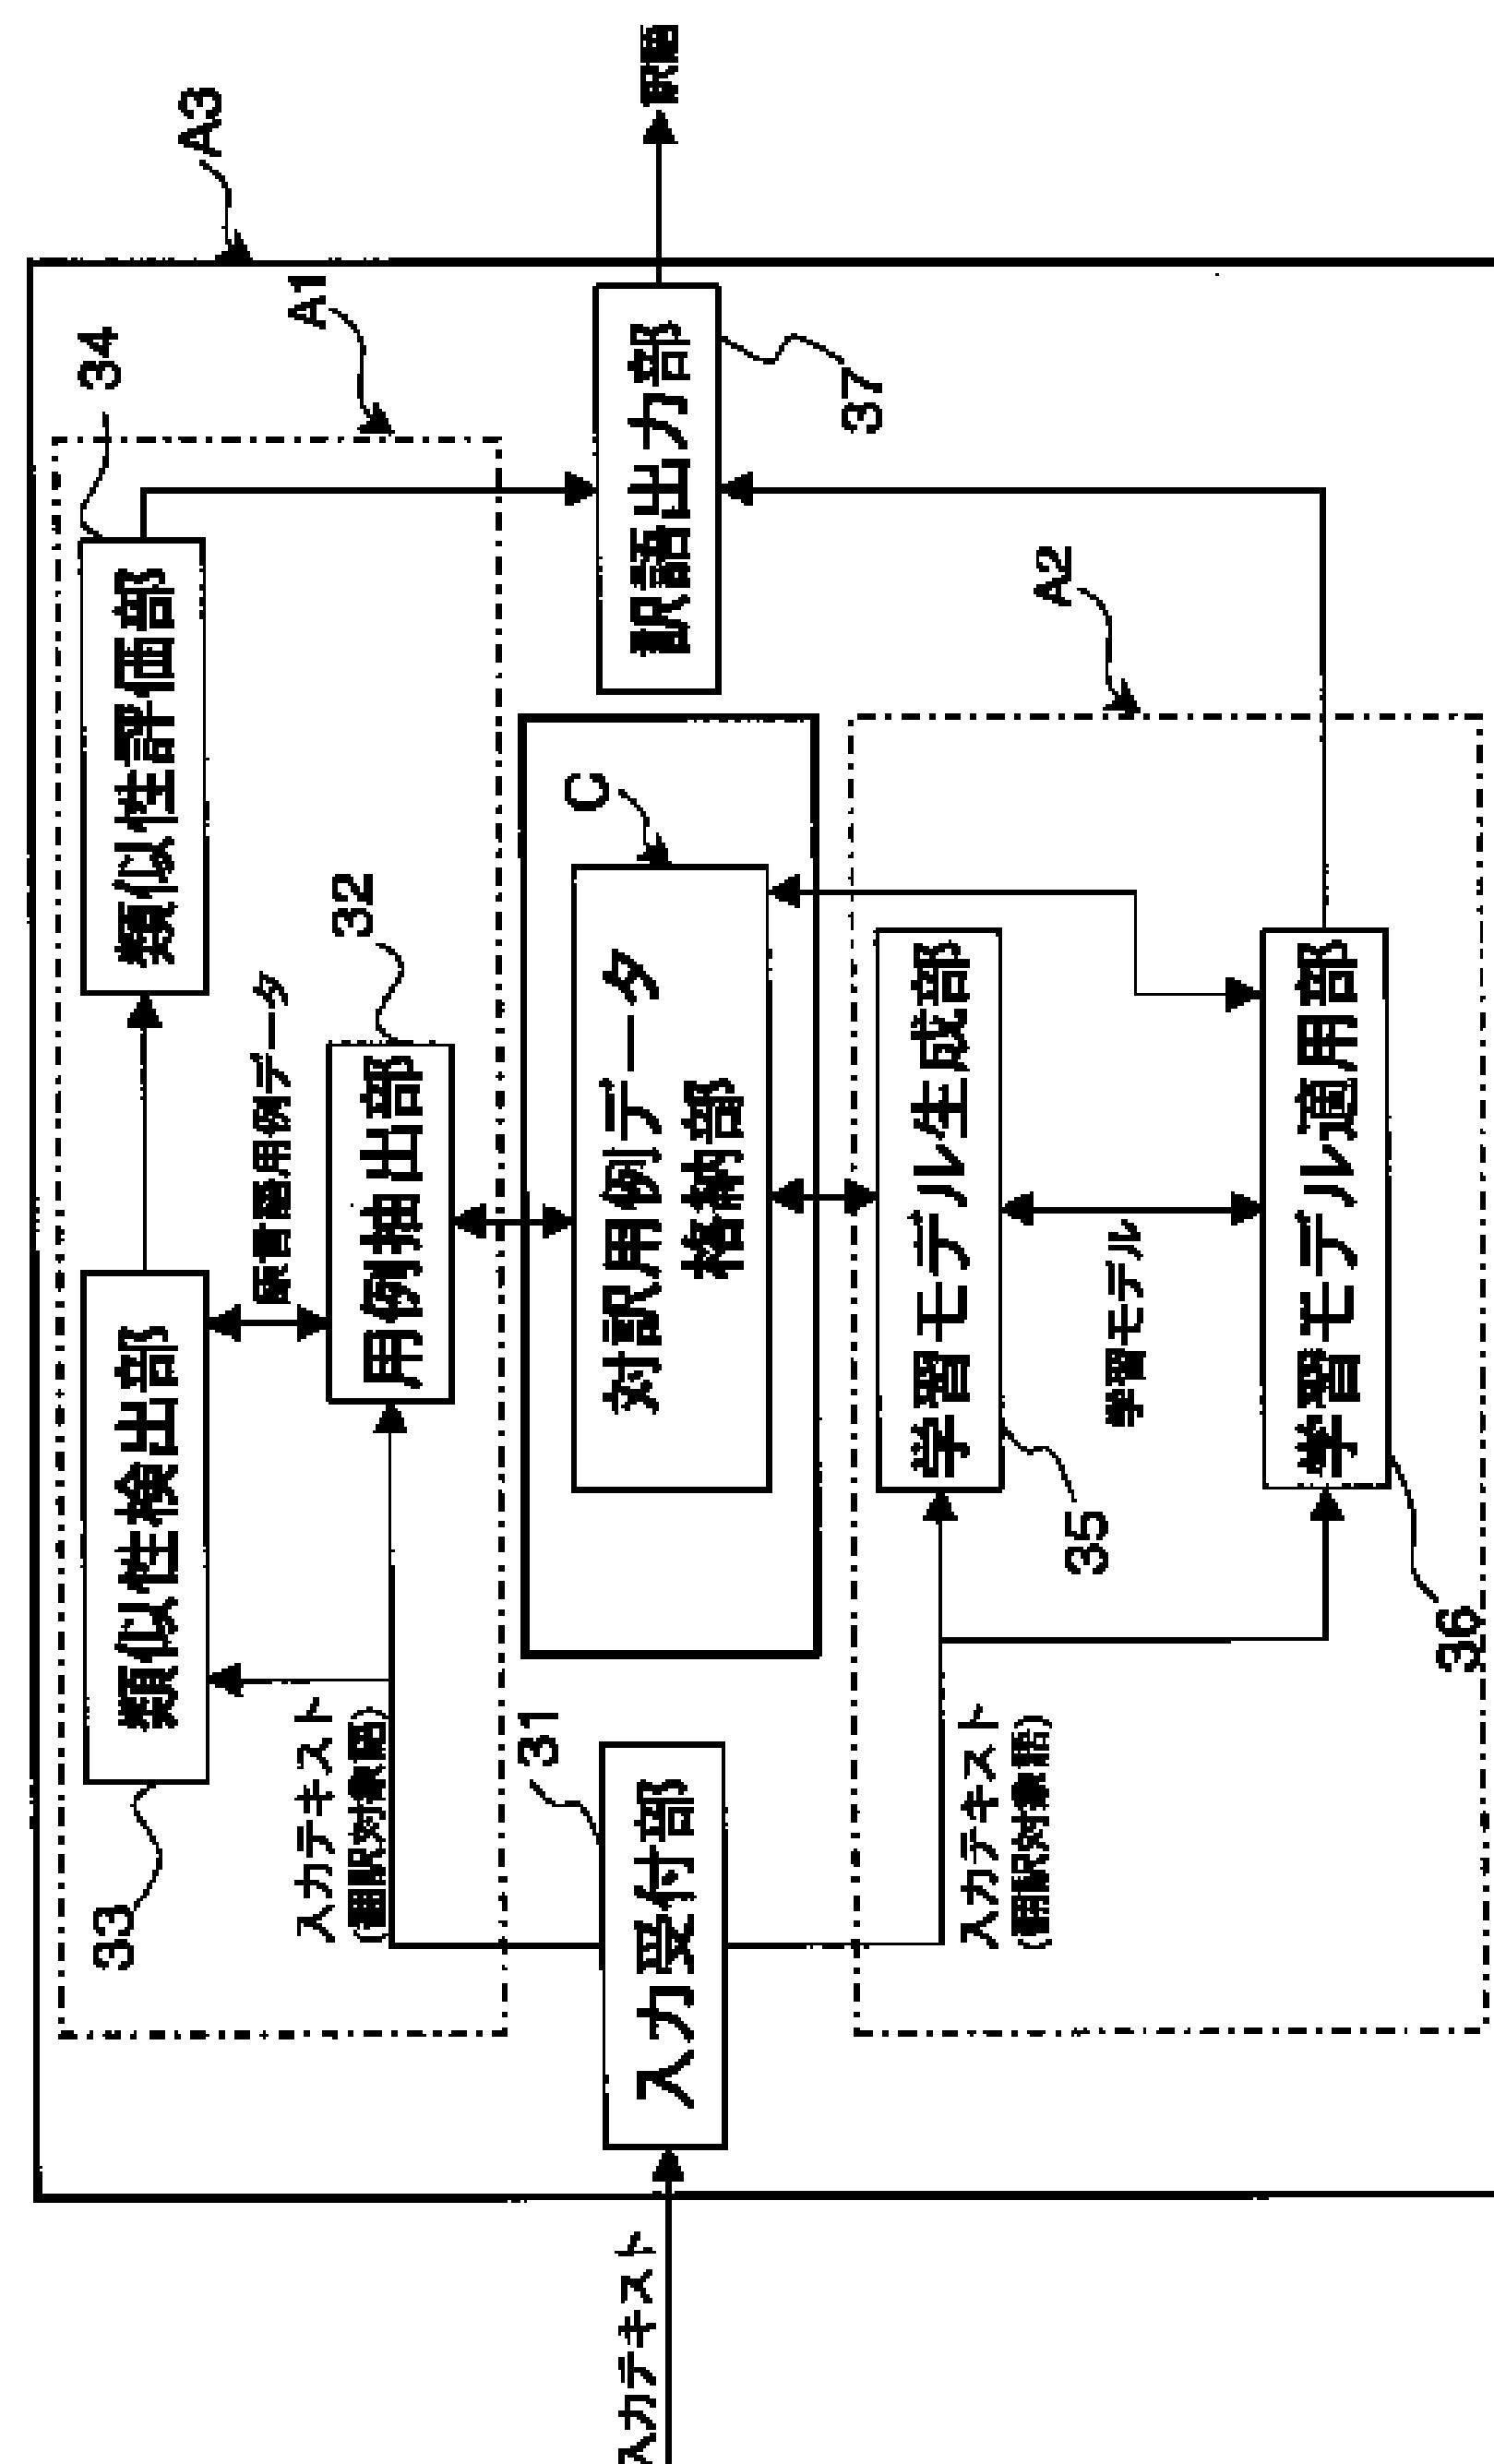 A3
A1
34
類似性評価部
33
類似性検出部
原言語用例データ
32
用例抽出部
入力テキスト
(翻訳対象語)
入力テキスト
31
入力受付部
C
対訳用例データ
格納部
訳語出力部
37
訳語
A2
入力テキスト
(翻訳対象語)
学習モデル生成部
35
学習モデル
学習モデル適用部
36